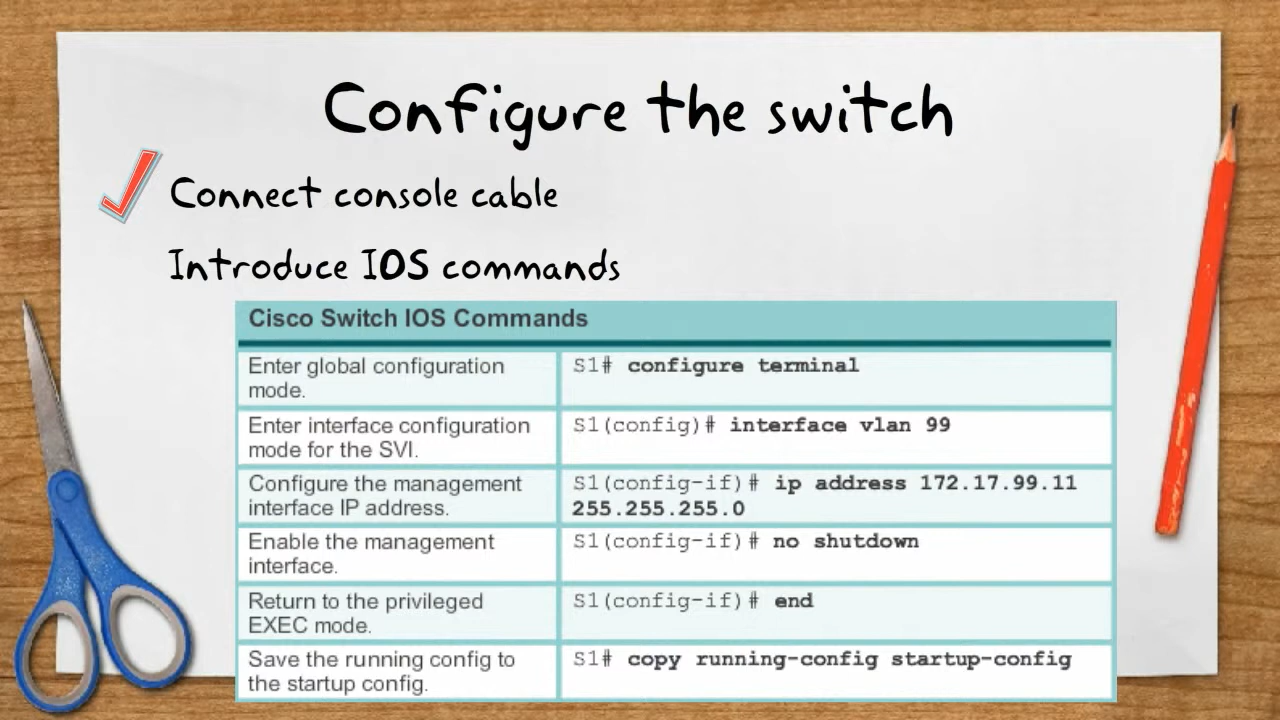 Configure the switch
Connect console cable
Introduce IOS commands
Cisco Switch IOS Commands
Enter global configuration
mode.
S1# configure terminal
Enter interface configuration
mode for the SVI.
S1(config)# interface vlan 99
Configure the management
interface IP address.
S1(config-if)# ip address 172.17.99.11
255.255.255.0
Enable the management
interface.
S1(config-if)# no shutdown
Return to the privileged
EXEC mode.
S1(config-if)# end
Save the running config to
the startup config.
S1# copy running-config startup-config